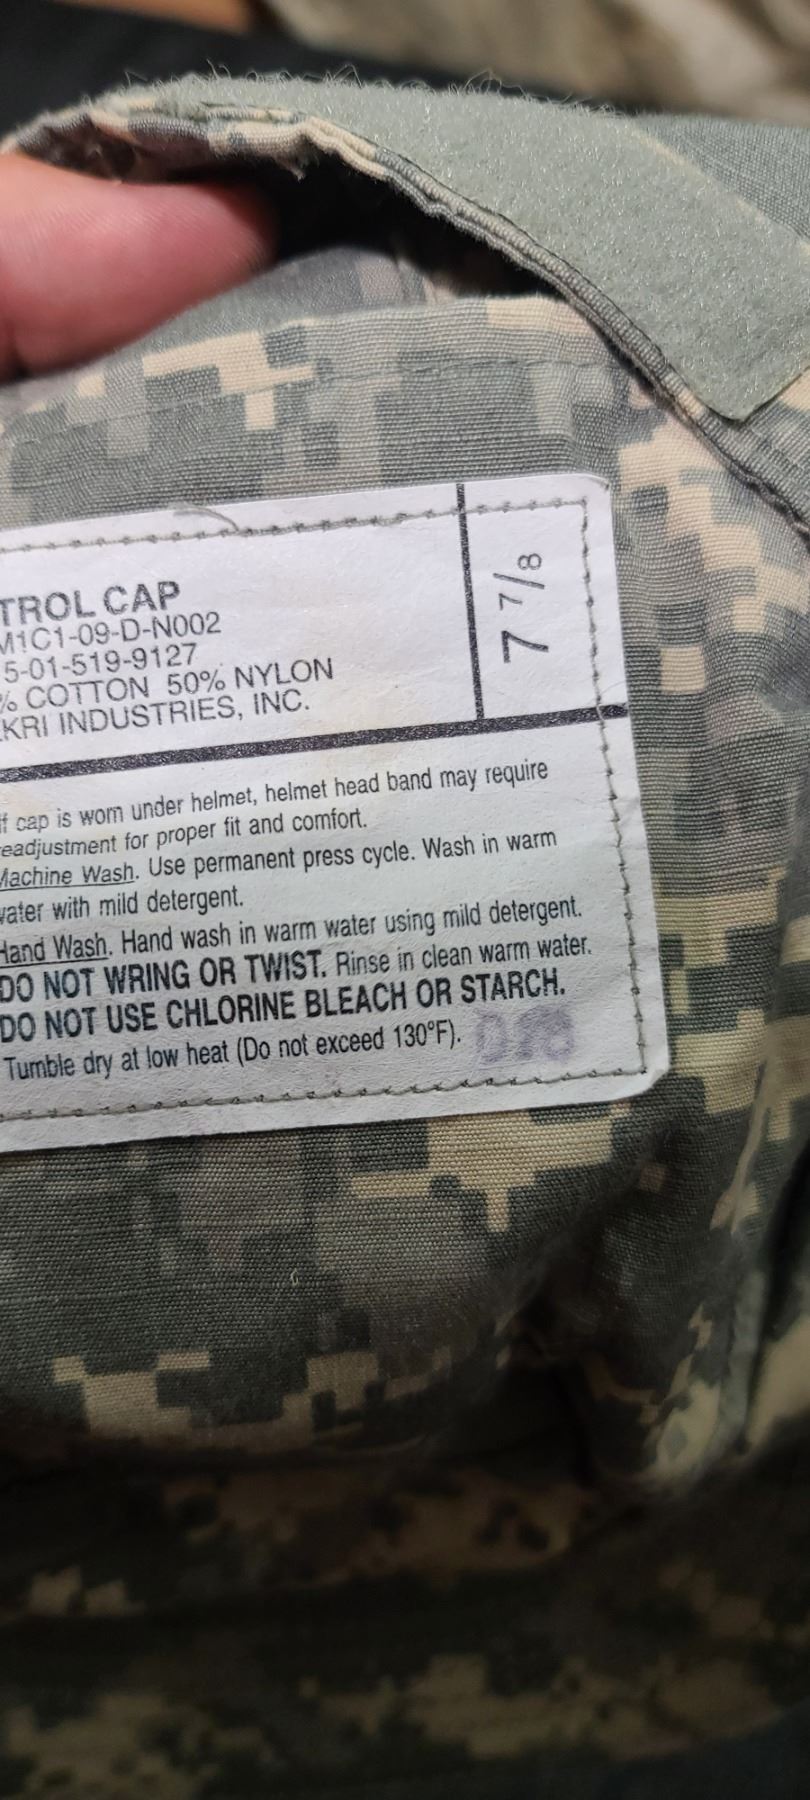 TROL CAP
M1C1-09-D-N002
5-01-519-9127
% COTTON 50% NYLON
KRI INDUSTRIES, INC.
7 7/8
If cap is worn under helmet, helmet head band may require
eadjustment for proper fit and comfort.
Machine Wash. Use permanent press cycle. Wash in warm
water with mild detergent.
Hand Wash. Hand wash in warm water using mild detergent.
DO NOT WRING OR TWIST. Rinse in clean warm water.
DO NOT USE CHLORINE BLEACH OR STARCH.
Tumble dry at low heat (Do not exceed 130°F).